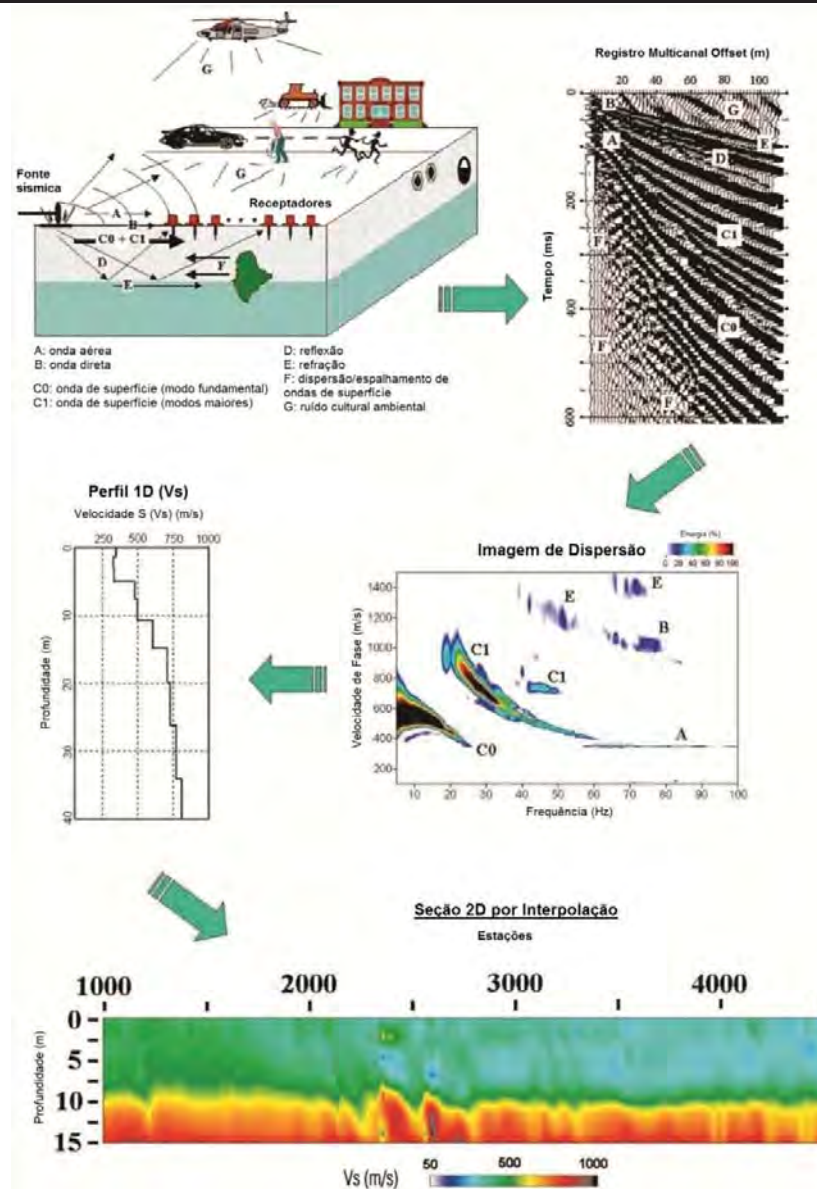 G
G
Fonte
sísmica
Receptadores
A
B
C0 + C1
D
F
E
A: onda aérea
B: onda direta
C0: onda de superfície (modo fundamental)
C1: onda de superfície (modos maiores)
D: reflexão
E: refração
F: dispersão/espalhamento de
ondas de superfície
G: ruído cultural ambiental
Registro Multicanal Offset (m)
20 40 60 80 100
Tempo (ms)
0
200
400
600
B
G
E
A
D
C1
F
C0
F
F
Perfil 1D (Vs)
Velocidade S (Vs) (m/s)
250 500 750 1000
Profundidade (m)
0
10
20
30
40
Imagem de Dispersão
Energia (%)
0 20 40 60 80 100
Velocidade de Fase (m/s)
1400
1200
1000
800
600
400
200
E
E
B
C1
C1
C0
A
10 20 30 40 50 60 70 80 90 100
Frequência (Hz)
Seção 2D por Interpolação
Estações
1000 2000 3000 4000
Profundidade (m)
0
5
10
15
Vs (m/s)
50 500 1000